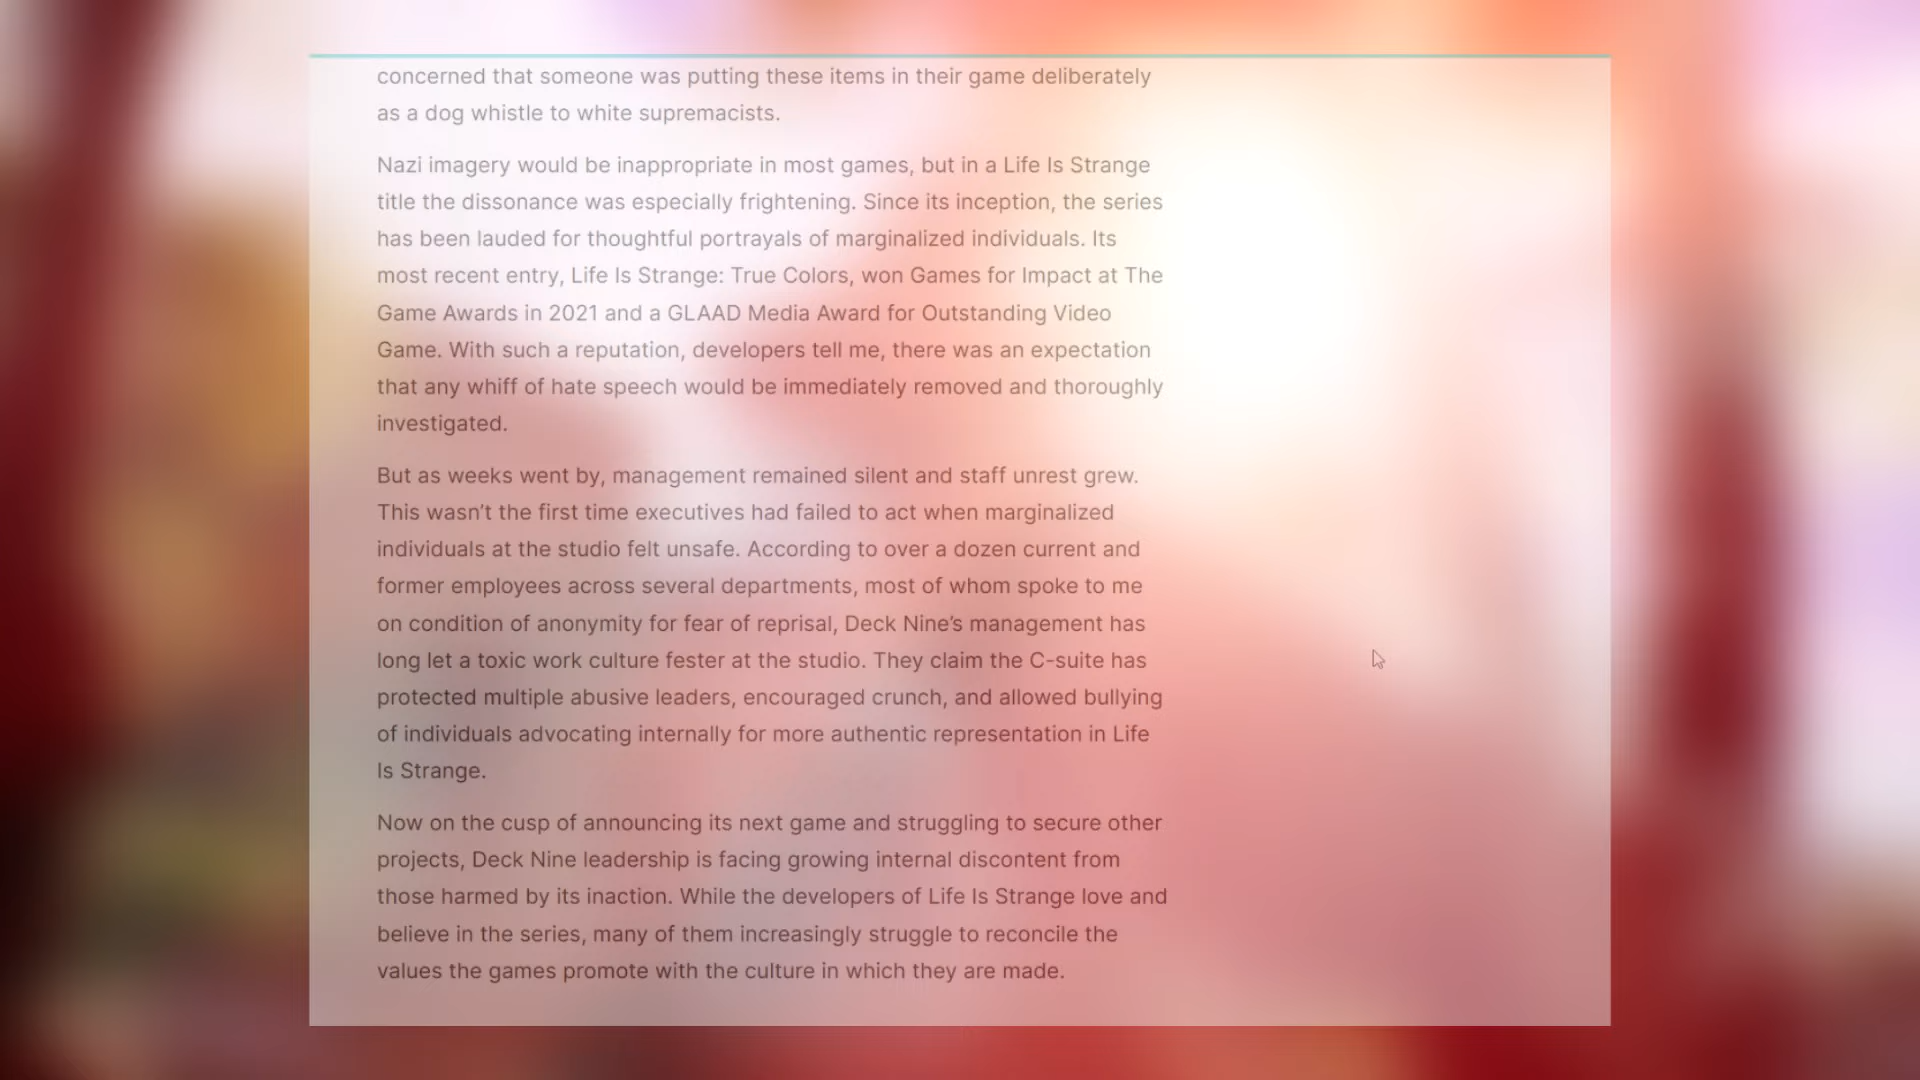 concerned that someone was putting these items in their game deliberately
as a dog whistle to white supremacists.
Nazi imagery would be inappropriate in most games, but in a Life Is Strange
title the dissonance was especially frightening. Since its inception, the series
has been lauded for thoughtful portrayals of marginalized individuals. Its
most recent entry, Life Is Strange: True Colors, won Games for Impact at The
Game Awards in 2021 and a GLAAD Media Award for Outstanding Video
Game. With such a reputation, developers tell me, there was an expectation
that any whiff of hate speech would be immediately removed and thoroughly
investigated.
But as weeks went by, management remained silent and staff unrest grew.
This wasn’t the first time executives had failed to act when marginalized
individuals at the studio felt unsafe. According to over a dozen current and
former employees across several departments, most of whom spoke to me
on condition of anonymity for fear of reprisal, Deck Nine’s management has
long let a toxic work culture fester at the studio. They claim the C-suite has
protected multiple abusive leaders, encouraged crunch, and allowed bullying
of individuals advocating internally for more authentic representation in Life
Is Strange.
Now on the cusp of announcing its next game and struggling to secure other
projects, Deck Nine leadership is facing growing internal discontent from
those harmed by its inaction. While the developers of Life Is Strange love and
believe in the series, many of them increasingly struggle to reconcile the
values the games promote with the culture in which they are made.